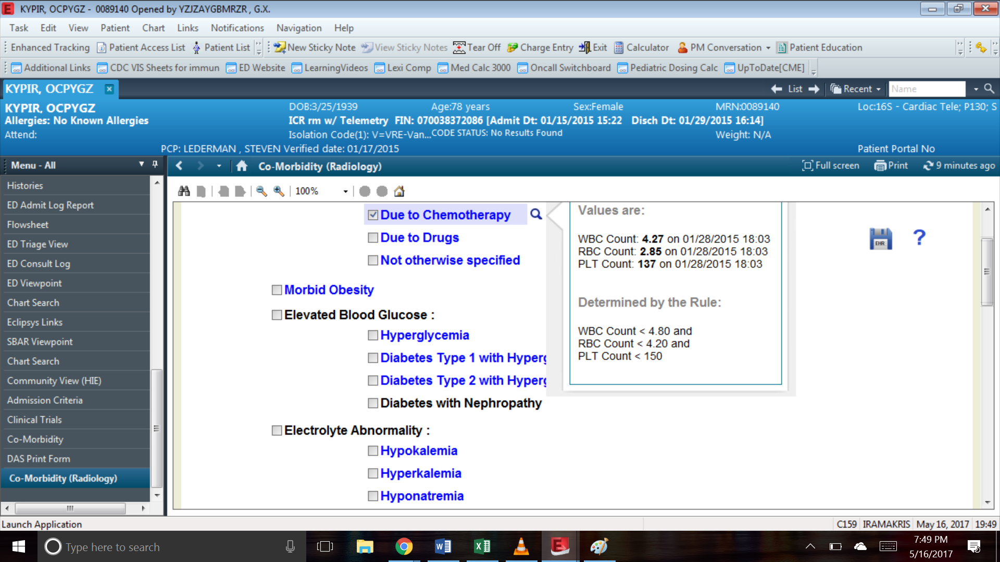 KYPIR, OCPYGZ - 0089140 Opened by YZJZAYGBMRZR , G.X.
Task Edit View Patient Chart Links Notifications Navigation Help
Enhanced Tracking Patient Access List Patient List New Sticky Note View Sticky Notes Tear Off Charge Entry Exit Calculator PM Conversation Patient Education
Additional Links CDC VIS Sheets for immun ED Website LearningVideos Lexi Comp Med Calc 3000 Oncall Switchboard Pediatric Dosing Calc UpToDate[CME]
KYPIR, OCPYGZ List Recent Name
KYPIR, OCPYGZ DOB:3/25/1939 Age:78 years Sex:Female MRN:0089140 Loc:16S - Cardiac Tele; P130; S
Allergies: No Known Allergies ICR rm w/ Telemetry FIN: 070038372086 [Admit Dt: 01/15/2015 15:22 Disch Dt: 01/29/2015 16:14]
Attend: Isolation Code(1): V=VRE-Van... CODE STATUS: No Results Found Weight: N/A
PCP: LEDERMAN , STEVEN Verified date: 01/17/2015 Patient Portal No
Menu - All Co-Morbidity (Radiology) Full screen Print 9 minutes ago
100%
Histories
ED Admit Log Report
Flowsheet
ED Triage View
ED Consult Log
ED Viewpoint
Chart Search
Eclipsys Links
SBAR Viewpoint
Chart Search
Community View (HIE)
Admission Criteria
Clinical Trials
Co-Morbidity
DAS Print Form
Co-Morbidity (Radiology)
Due to Chemotherapy
Due to Drugs
Not otherwise specified
Morbid Obesity
Elevated Blood Glucose :
Hyperglycemia
Diabetes Type 1 with Hyperg
Diabetes Type 2 with Hyperg
Diabetes with Nephropathy
Electrolyte Abnormality :
Hypokalemia
Hyperkalemia
Hyponatremia
Values are:
WBC Count: 4.27 on 01/28/2015 18:03
RBC Count: 2.85 on 01/28/2015 18:03
PLT Count: 137 on 01/28/2015 18:03
Determined by the Rule:
WBC Count < 4.80 and
RBC Count < 4.20 and
PLT Count < 150
EHR ?
Launch Application C159 IRAMAKRIS May 16, 2017 19:49
Type here to search 7:49 PM
5/16/2017